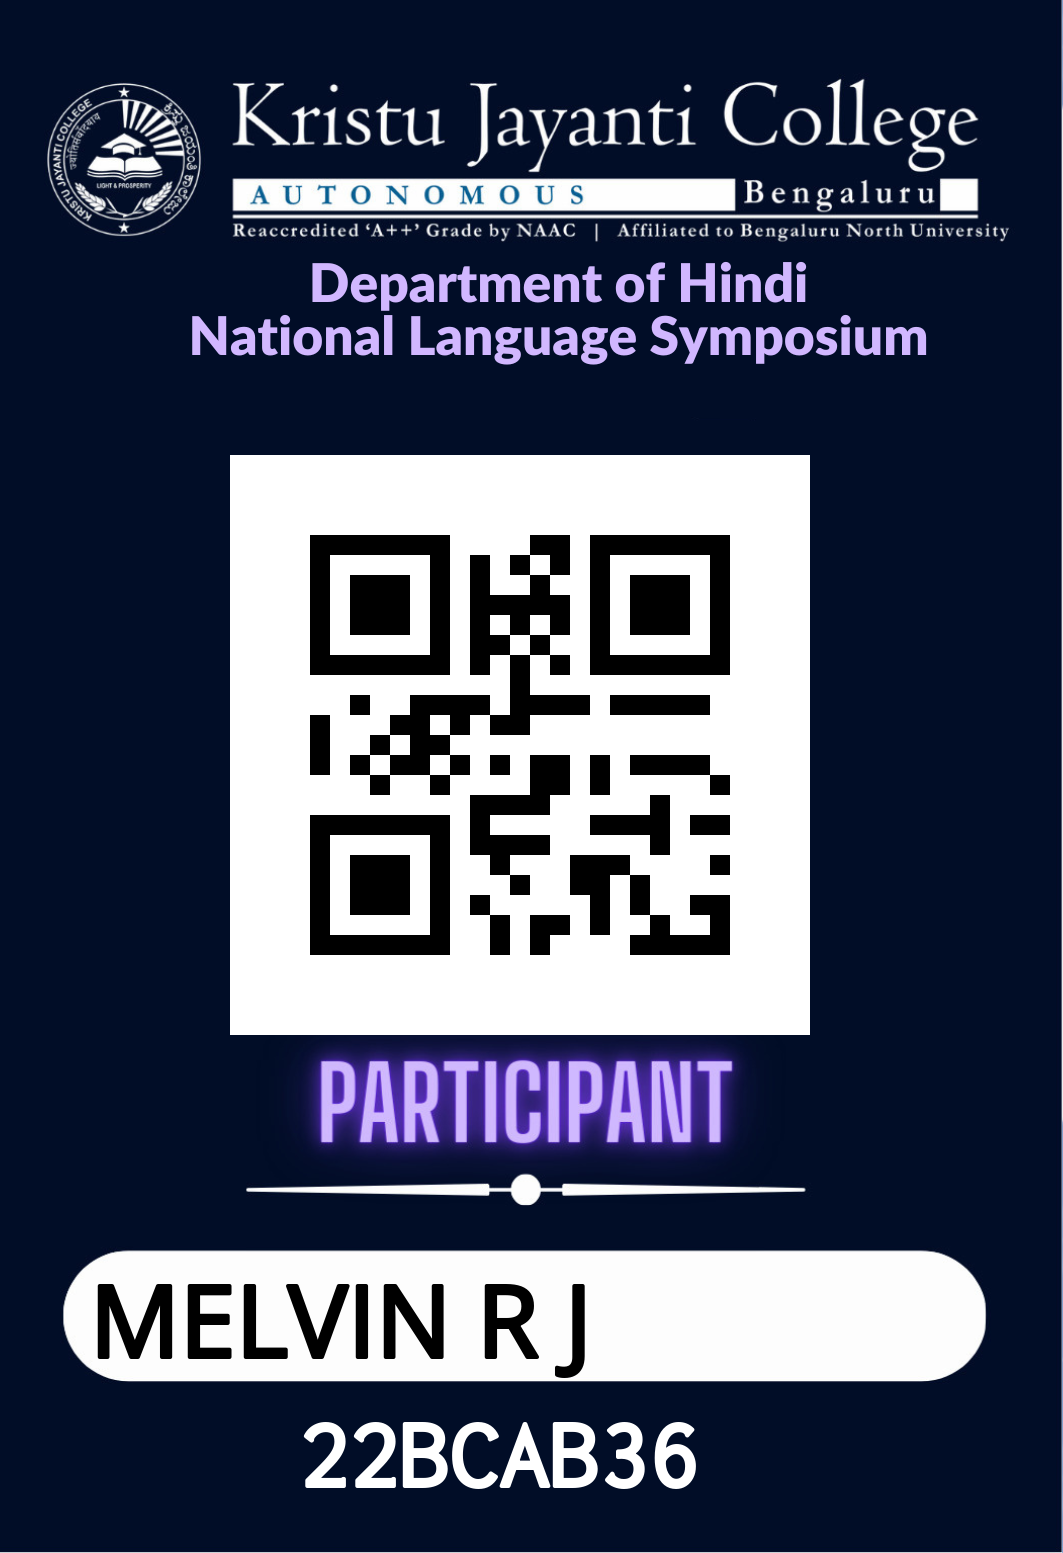 Kristu Jayanti College
AUTONOMOUS Bengaluru
Reaccredited ‘A++’ Grade by NAAC | Affiliated to Bengaluru North University
KRISTU JAYANTI COLLEGE
LIGHT & PROSPERITY
Department of Hindi
National Language Symposium
PARTICIPANT
MELVIN R J
22BCAB36